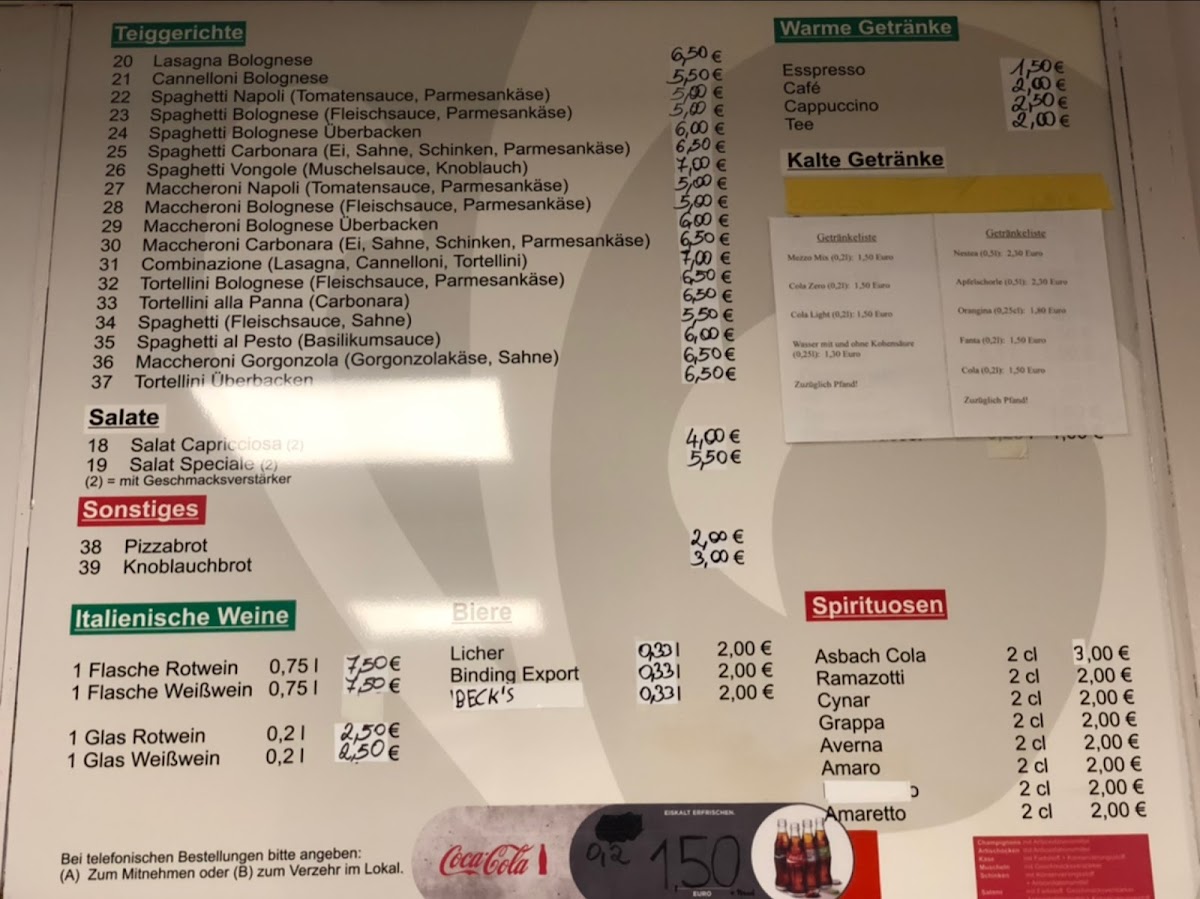 Teiggerichte
20 Lasagna Bolognese 6,50 €
21 Cannelloni Bolognese 5,50 €
22 Spaghetti Napoli (Tomatensauce, Parmesankäse) 5,00 €
23 Spaghetti Bolognese (Fleischsauce, Parmesankäse) 5,00 €
24 Spaghetti Bolognese Überbacken 6,00 €
25 Spaghetti Carbonara (Ei, Sahne, Schinken, Parmesankäse) 6,50 €
26 Spaghetti Vongole (Muschelsauce, Knoblauch) 7,00 €
27 Maccheroni Napoli (Tomatensauce, Parmesankäse) 5,00 €
28 Maccheroni Bolognese (Fleischsauce, Parmesankäse) 5,00 €
29 Maccheroni Bolognese Überbacken 6,00 €
30 Maccheroni Carbonara (Ei, Sahne, Schinken, Parmesankäse) 6,50 €
31 Combinazione (Lasagna, Cannelloni, Tortellini) 7,00 €
32 Tortellini Bolognese (Fleischsauce, Parmesankäse) 6,50 €
33 Tortellini alla Panna (Carbonara) 6,50 €
34 Spaghetti (Fleischsauce, Sahne) 5,50 €
35 Spaghetti al Pesto (Basilikumsauce) 6,00 €
36 Maccheroni Gorgonzola (Gorgonzolakäse, Sahne) 6,50 €
37 Tortellini Überbacken 6,50 €
Salate
18 Salat Capricciosa (2) 4,00 €
19 Salat Speciale (2) 5,50 €
(2) = mit Geschmacksverstärker
Sonstiges
38 Pizzabrot 2,00 €
39 Knoblauchbrot 3,00 €
Warme Getränke
Esspresso 1,50 €
Café 2,00 €
Cappuccino 2,50 €
Tee 2,00 €
Kalte Getränke
Getränkeliste
Mezzo Mix (0,2l): 1,50 Euro
Cola Zero (0,2l): 1,50 Euro
Cola Light (0,2l): 1,50 Euro
Wasser mit und ohne Kohensäure
(0,25l): 1,30 Euro
Zuzüglich Pfand!
Getränkeliste
Nestea (0,5l): 2,30 Euro
Apfelschorle (0,5l): 2,30 Euro
Orangina (0,25cl): 1,80 Euro
Fanta (0,2l): 1,50 Euro
Cola (0,2l): 1,50 Euro
Zuzüglich Pfand!
Italienische Weine
1 Flasche Rotwein 0,75 l 7,50 €
1 Flasche Weißwein 0,75 l 7,50 €
1 Glas Rotwein 0,2 l 2,50 €
1 Glas Weißwein 0,2 l 2,50 €
Biere
Licher 0,33 l 2,00 €
Binding Export 0,33 l 2,00 €
BECK'S 0,33 l 2,00 €
Spirituosen
Asbach Cola 2 cl 3,00 €
Ramazotti 2 cl 2,00 €
Cynar 2 cl 2,00 €
Grappa 2 cl 2,00 €
Averna 2 cl 2,00 €
Amaro 2 cl 2,00 €
o 2 cl 2,00 €
Amaretto 2 cl 2,00 €
Bei telefonischen Bestellungen bitte angeben:
(A) Zum Mitnehmen oder (B) zum Verzehr im Lokal.
Coca-Cola
EISKALT ERFRISCHEN.
0,2 1,50
EURO